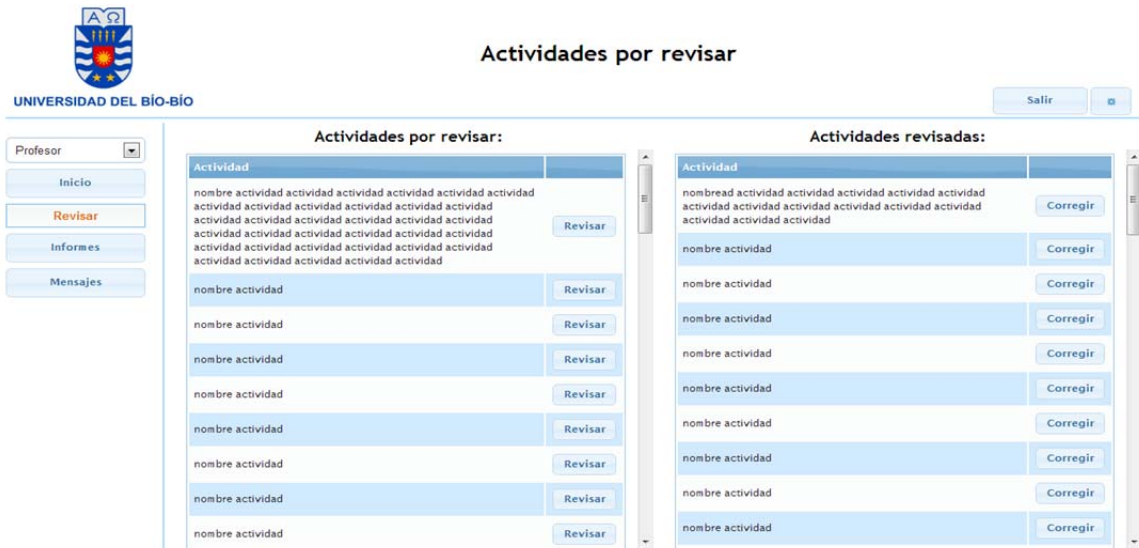 ΑΩ
UNIVERSIDAD DEL BÍO-BÍO
Actividades por revisar
Salir
Profesor
Inicio
Revisar
Informes
Mensajes
Actividades por revisar:
Actividad
nombre actividad actividad actividad actividad actividad actividad
actividad actividad actividad actividad actividad actividad
actividad actividad actividad actividad actividad actividad
actividad actividad actividad actividad actividad actividad
actividad actividad actividad actividad actividad actividad
actividad actividad actividad actividad actividad
Revisar
nombre actividad Revisar
nombre actividad Revisar
nombre actividad Revisar
nombre actividad Revisar
nombre actividad Revisar
nombre actividad Revisar
nombre actividad Revisar
nombre actividad Revisar
Actividades revisadas:
Actividad
nombread actividad actividad actividad actividad actividad
actividad actividad actividad actividad actividad actividad
actividad actividad actividad
Corregir
nombre actividad Corregir
nombre actividad Corregir
nombre actividad Corregir
nombre actividad Corregir
nombre actividad Corregir
nombre actividad Corregir
nombre actividad Corregir
nombre actividad Corregir
nombre actividad Corregir